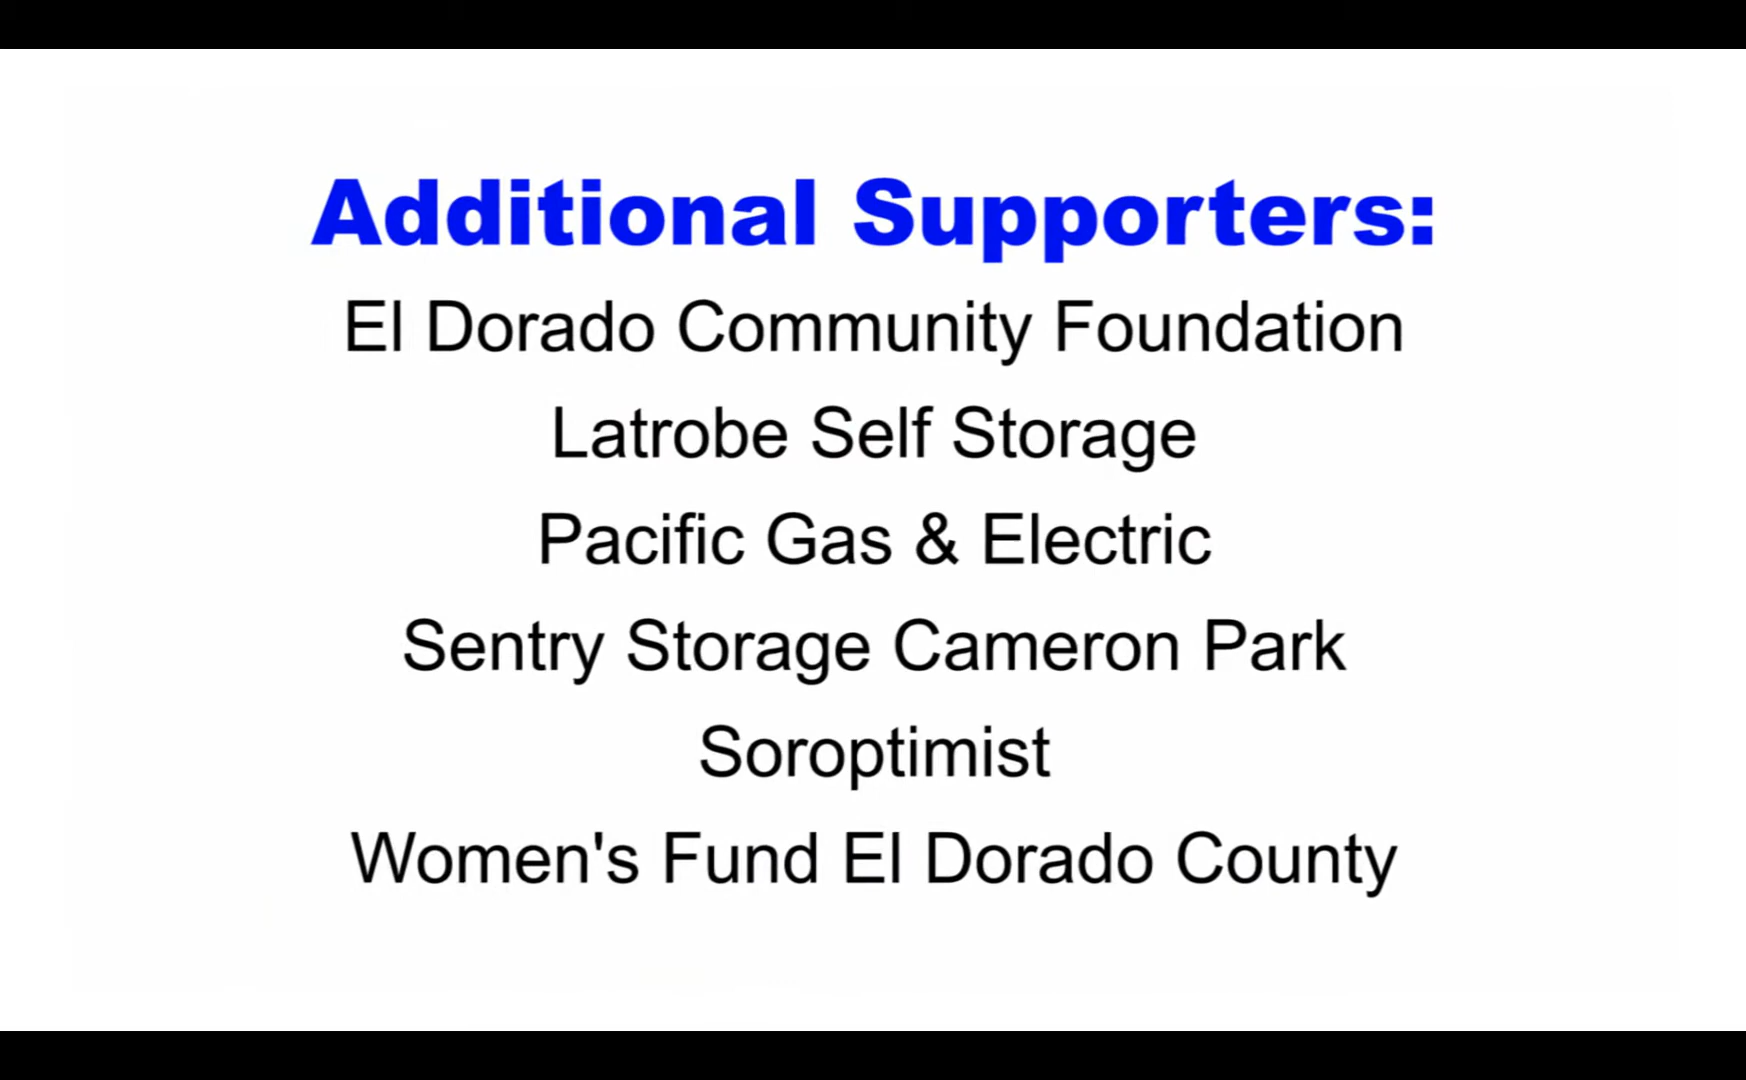 Additional Supporters:
El Dorado Community Foundation
Latrobe Self Storage
Pacific Gas & Electric
Sentry Storage Cameron Park
Soroptimist
Women's Fund El Dorado County